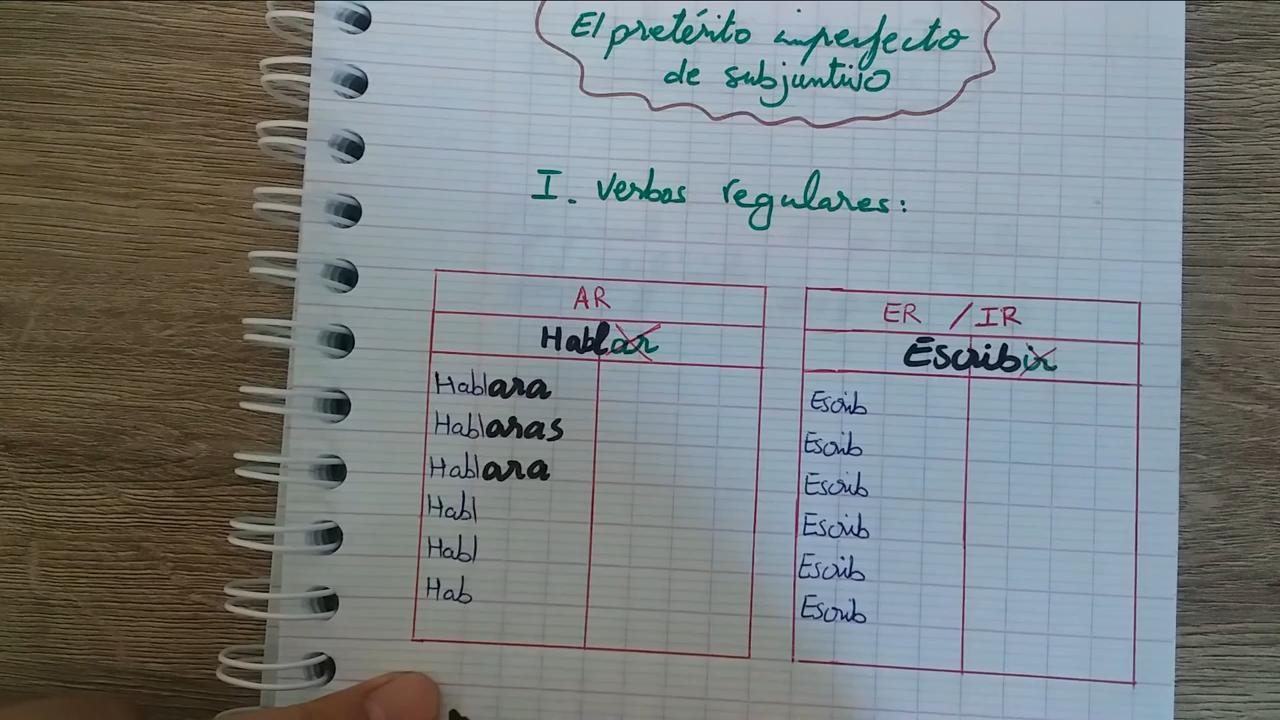 El pretérito imperfecto
de subjuntivo
I. Verbos regulares:
AR
Hablar
Hablara
Hablaras
Hablara
Habl
Habl
Hab
ER / IR
Escribir
Escrib
Escrib
Escrib
Escrib
Escrib
Escrib